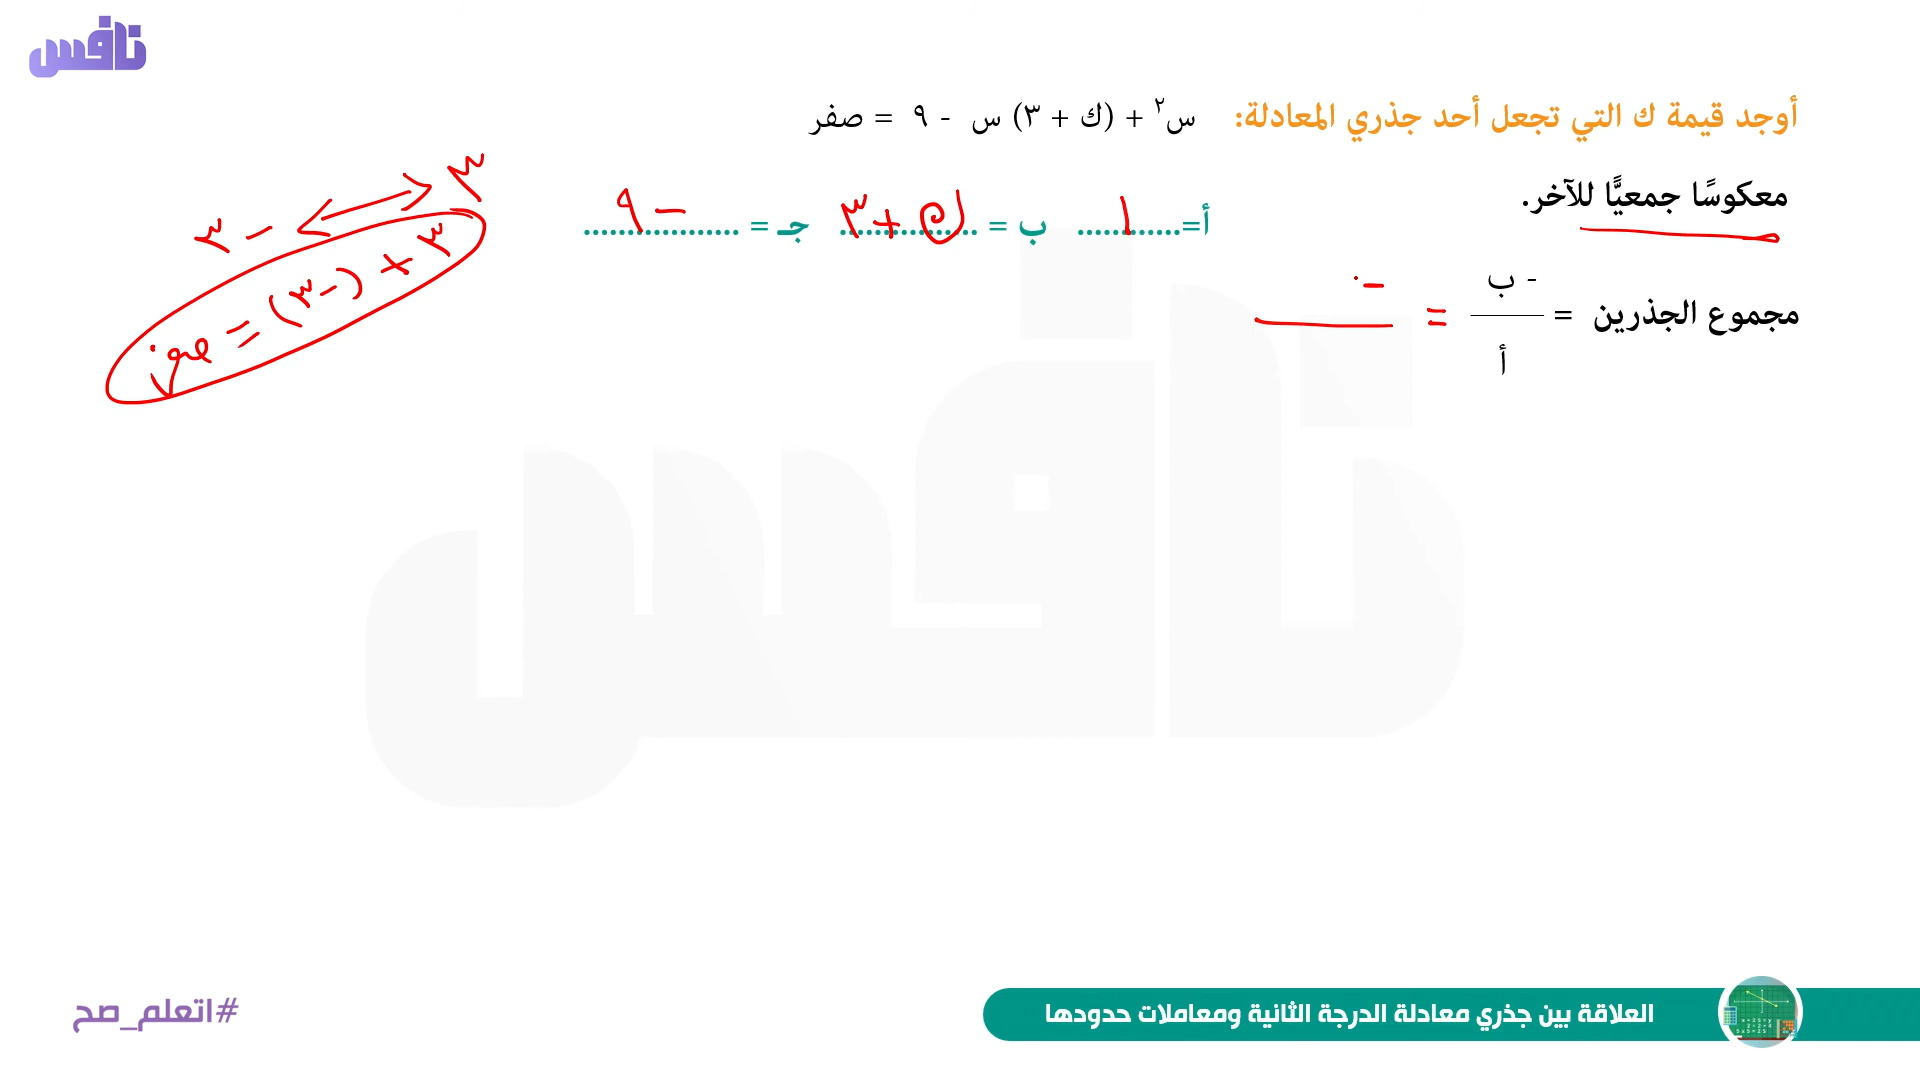 نافس
أوجد قيمة ك التي تجعل أحد جذري المعادلة: س٢ + (ك + ٣) س - ٩ = صفر
معكوسًا جمعيًّا للآخر.
أ= ١ ب = ك + ٣ جـ = - ٩
٣ - ٣
٣ + (-٣) = صفر
مجموع الجذرين = - ب / أ = -
العلاقة بين جذري معادلة الدرجة الثانية ومعاملات حدودها
#اتعلم_صح